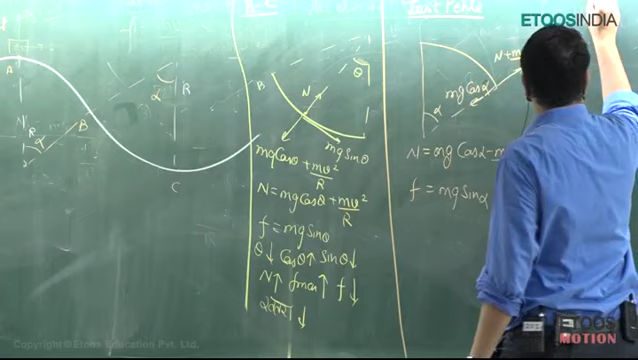 ETOOSINDIA
A
R
α
B
α
R
C
B
θ
N
mg Cosθ + mv²/R
mg Sinθ
N = mg Cosθ + mv²/R
f = mg Sinθ
θ↓ Cosθ↑ Sinθ↓
N↑ fmax↑ f↓
↓
N+m
mg Cosα
α
N = mg Cosα - m
f = mg Sinα
Copyright © Etoos Education Pvt. Ltd.
ETOOS
MOTION